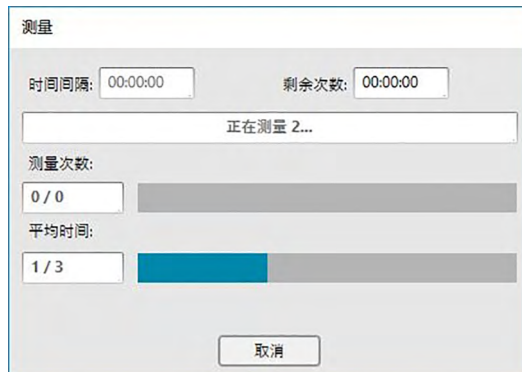 测量
时间间隔: 00:00:00 剩余次数: 00:00:00
正在测量 2...
测量次数:
0 / 0
平均时间:
1 / 3
取消